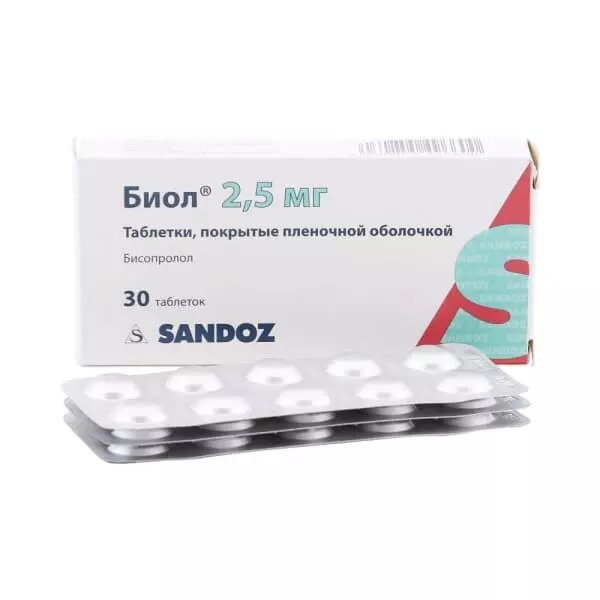 Биол® 2,5 мг
Таблетки, покрытые пленочной оболочкой
Бисопролол
30 таблеток
S SANDOZ